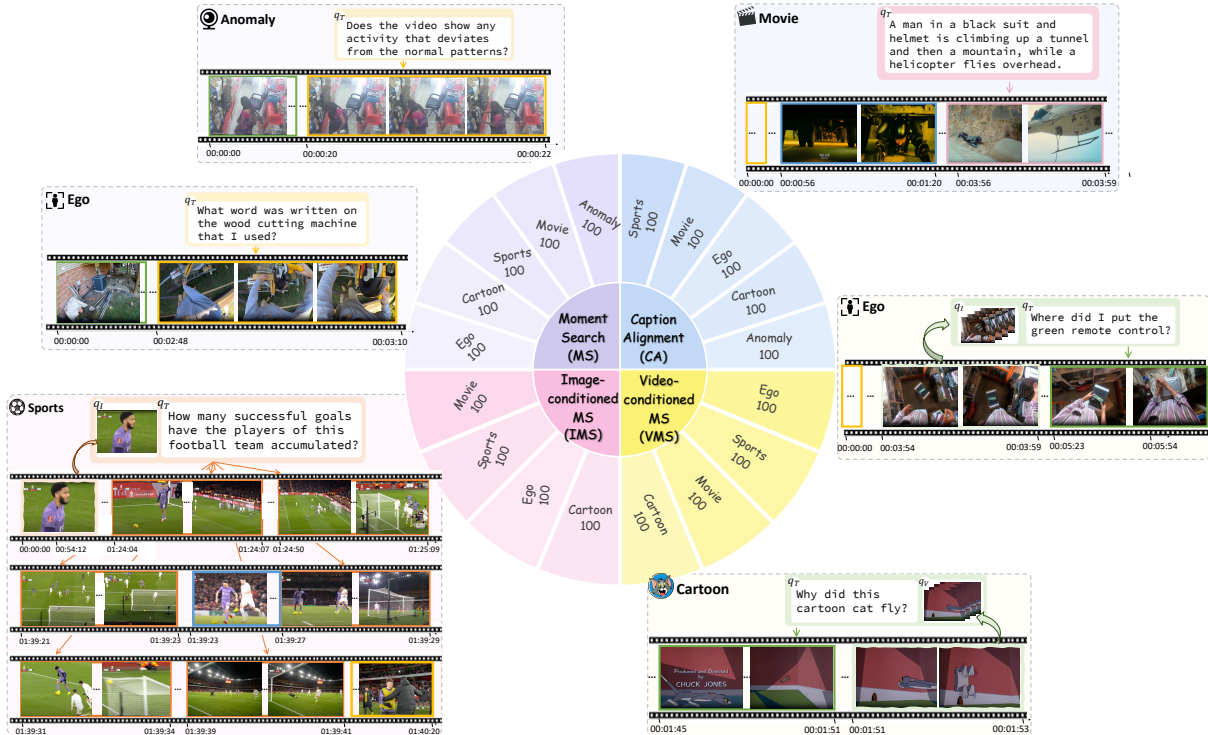 Anomaly
qT
Does the video show any
activity that deviates
from the normal patterns?
...
00:00:00
00:00:20
00:00:22
Movie
qT
A man in a black suit and
helmet is climbing up a tunnel
and then a mountain, while a
helicopter flies overhead.
...
...
...
...
00:00:00
00:00:56
00:01:20
00:03:56
00:03:59
Ego
qT
What word was written on
the wood cutting machine
that I used?
...
00:00:00
00:02:48
00:03:10
Moment
Search
(MS)
Anomaly
100
Movie
100
Sports
100
Cartoon
100
Ego
100
Caption
Alignment
(CA)
Sports
100
Movie
100
Ego
100
Cartoon
100
Anomaly
100
Image-
conditioned
MS
(IMS)
Movie
100
Sports
100
Ego
100
Cartoon
100
Video-
conditioned
MS
(VMS)
Ego
100
Sports
100
Movie
100
Cartoon
100
Ego
qI
qT
Where did I put the
green remote control?
...
...
...
00:00:00
00:03:54
00:03:59
00:05:23
00:05:54
Sports
qI
qT
How many successful goals
have the players of this
football team accumulated?
...
...
...
00:00:00
00:54:12
01:24:04
01:24:07
01:24:50
01:25:09
...
...
...
01:39:21
01:39:23
01:39:23
01:39:27
01:39:29
...
...
...
...
01:39:31
01:39:34
01:39:39
01:39:41
01:40:20
Cartoon
qT
Why did this
cartoon cat fly?
qV
Produced and Directed
by
CHUCK JONES
...
...
00:01:45
00:01:51
00:01:51
00:01:53